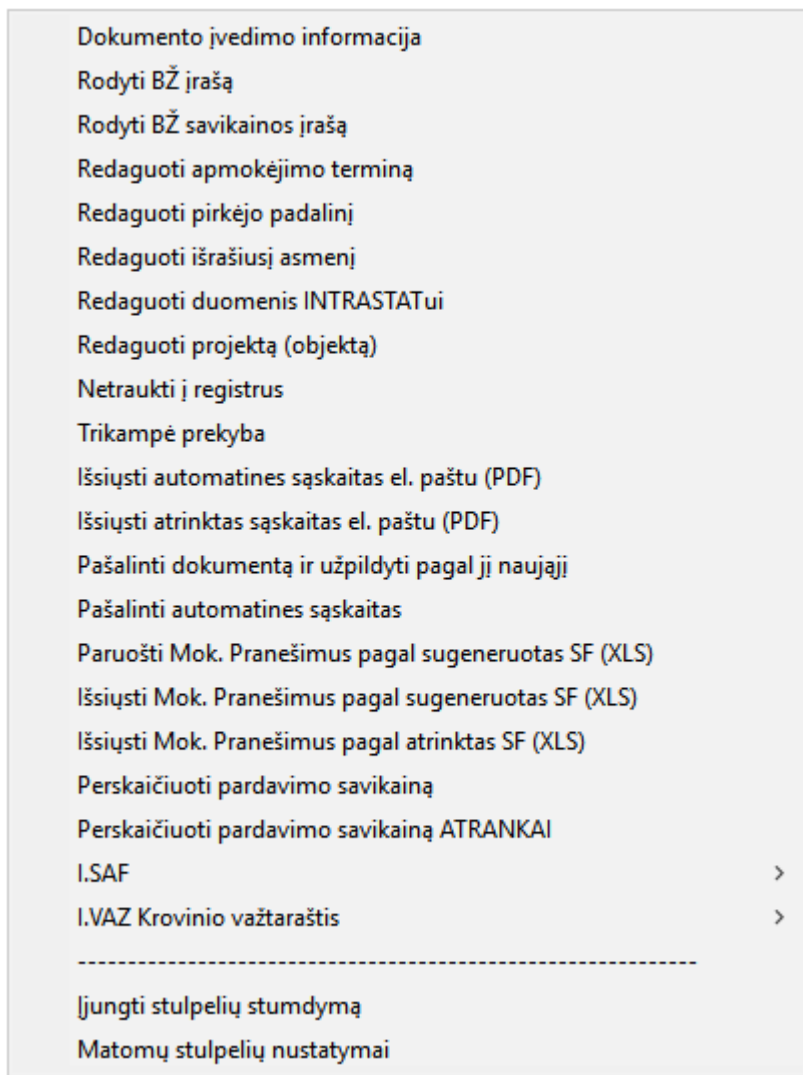 Dokumento įvedimo informacija
Rodyti BŽ įrašą
Rodyti BŽ savikainos įrašą
Redaguoti apmokėjimo terminą
Redaguoti pirkėjo padalinį
Redaguoti išrašiusį asmenį
Redaguoti duomenis INTRASTATui
Redaguoti projektą (objektą)
Netraukti į registrus
Trikampė prekyba
Išsiųsti automatines sąskaitas el. paštu (PDF)
Išsiųsti atrinktas sąskaitas el. paštu (PDF)
Pašalinti dokumentą ir užpildyti pagal jį naująjį
Pašalinti automatines sąskaitas
Paruošti Mok. Pranešimus pagal sugeneruotas SF (XLS)
Išsiųsti Mok. Pranešimus pagal sugeneruotas SF (XLS)
Išsiųsti Mok. Pranešimus pagal atrinktas SF (XLS)
Perskaičiuoti pardavimo savikainą
Perskaičiuoti pardavimo savikainą ATRANKAI
I.SAF
I.VAZ Krovinio važtaraštis
--------------------------------------------------------------
Įjungti stulpelių stumdymą
Matomų stulpelių nustatymai